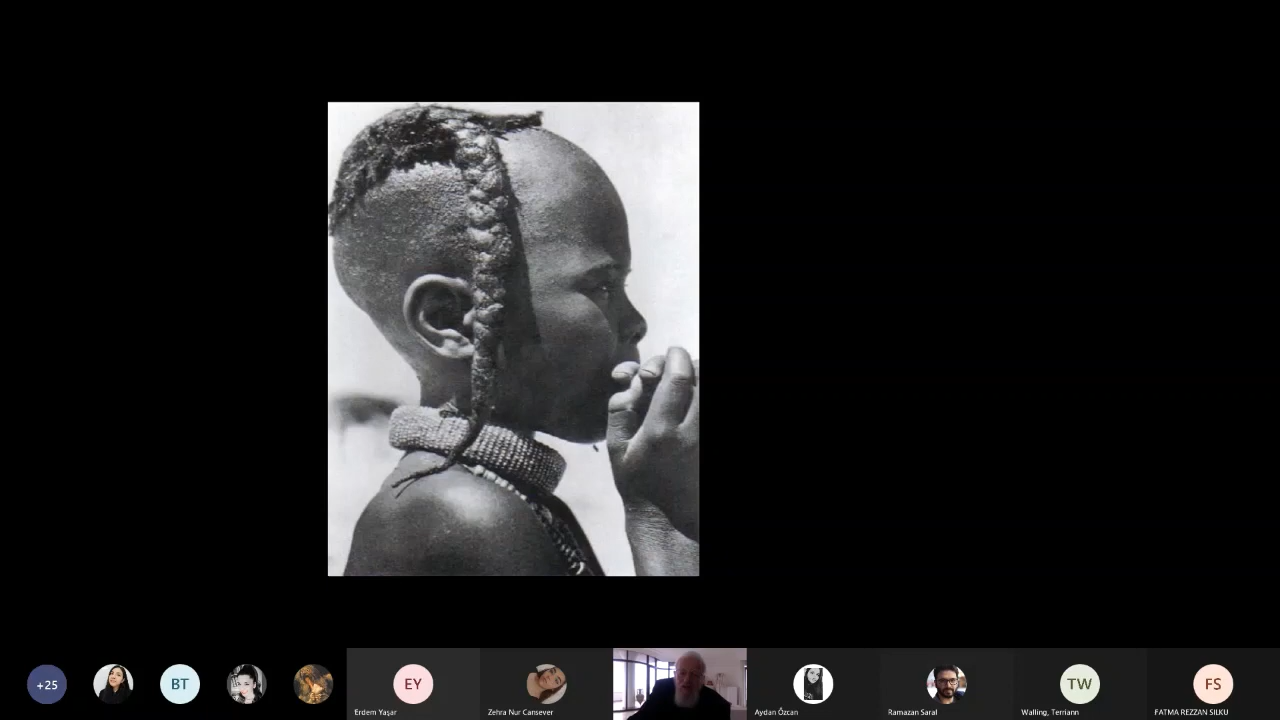 +25
BT
EY
TW
FS
Erdem Yaşar
Zehra Nur Cansever
Aydan Özcan
Ramazan Saral
Walling, Terriann
FATMA REZZAN SILKU